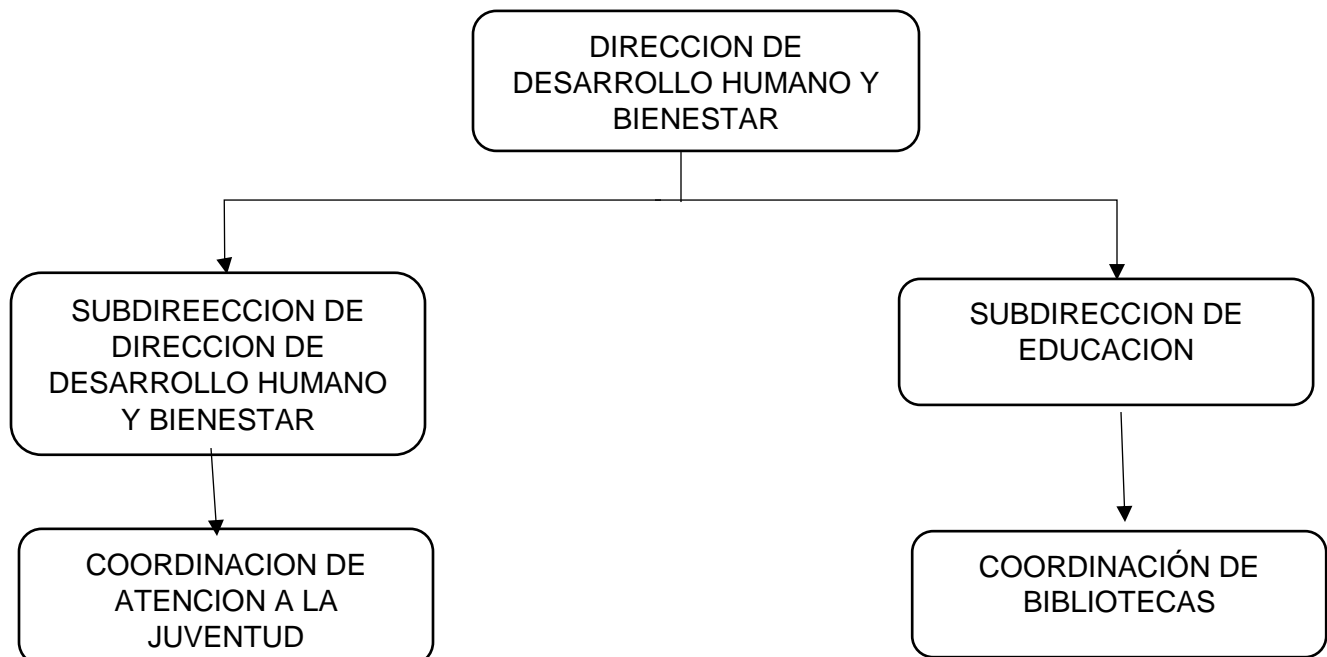 DIRECCION DE
DESARROLLO HUMANO Y
BIENESTAR
SUBDIREECCION DE
DIRECCION DE
DESARROLLO HUMANO
Y BIENESTAR
SUBDIRECCION DE
EDUCACION
COORDINACION DE
ATENCION A LA
JUVENTUD
COORDINACIÓN DE
BIBLIOTECAS